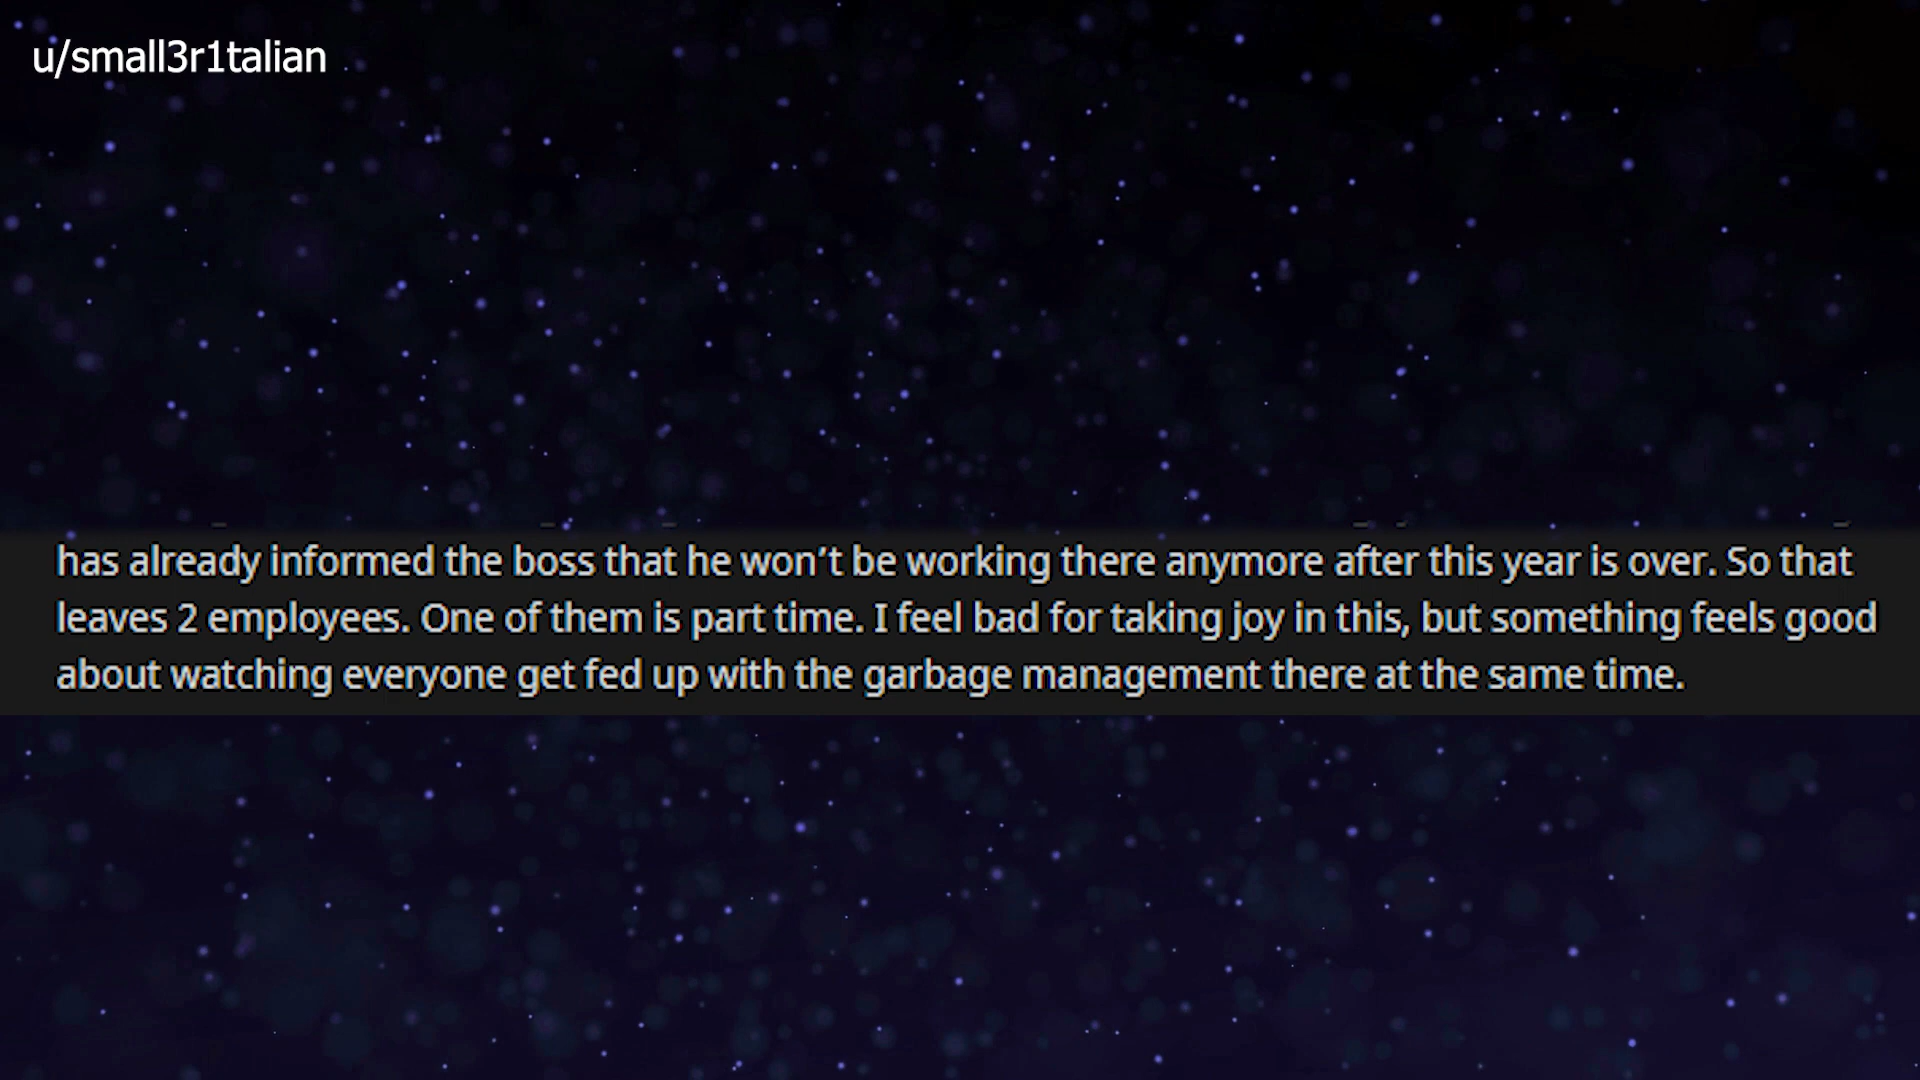 u/small3r1talian
has already informed the boss that he won’t be working there anymore after this year is over. So that
leaves 2 employees. One of them is part time. I feel bad for taking joy in this, but something feels good
about watching everyone get fed up with the garbage management there at the same time.